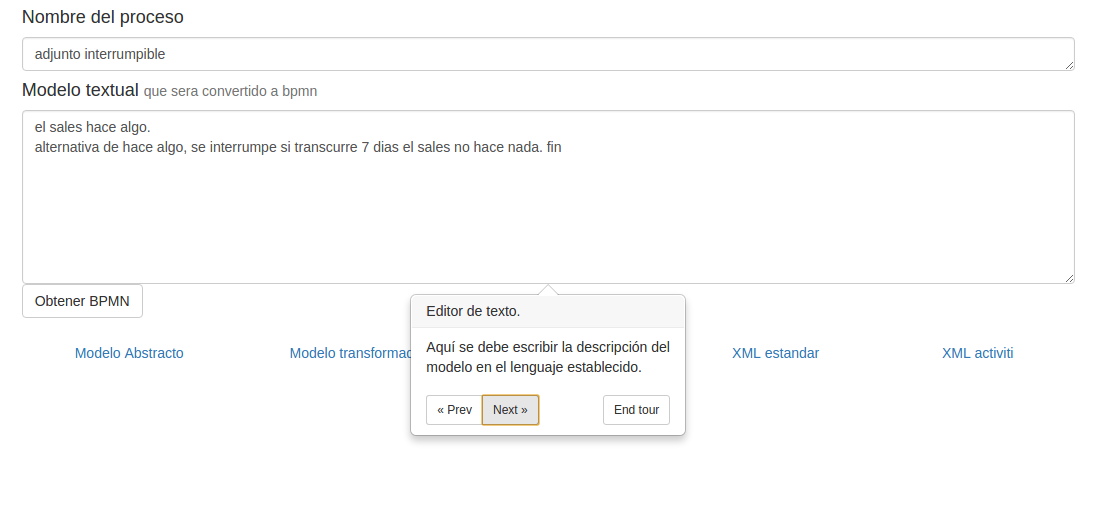 Nombre del proceso
adjunto interrumpible
Modelo textual que sera convertido a bpmn
el sales hace algo.
alternativa de hace algo, se interrumpe si transcurre 7 dias el sales no hace nada. fin
Obtener BPMN
Editor de texto.
Aquí se debe escribir la descripción del
modelo en el lenguaje establecido.
« Prev Next » End tour
Modelo Abstracto Modelo XML estandar XML activiti